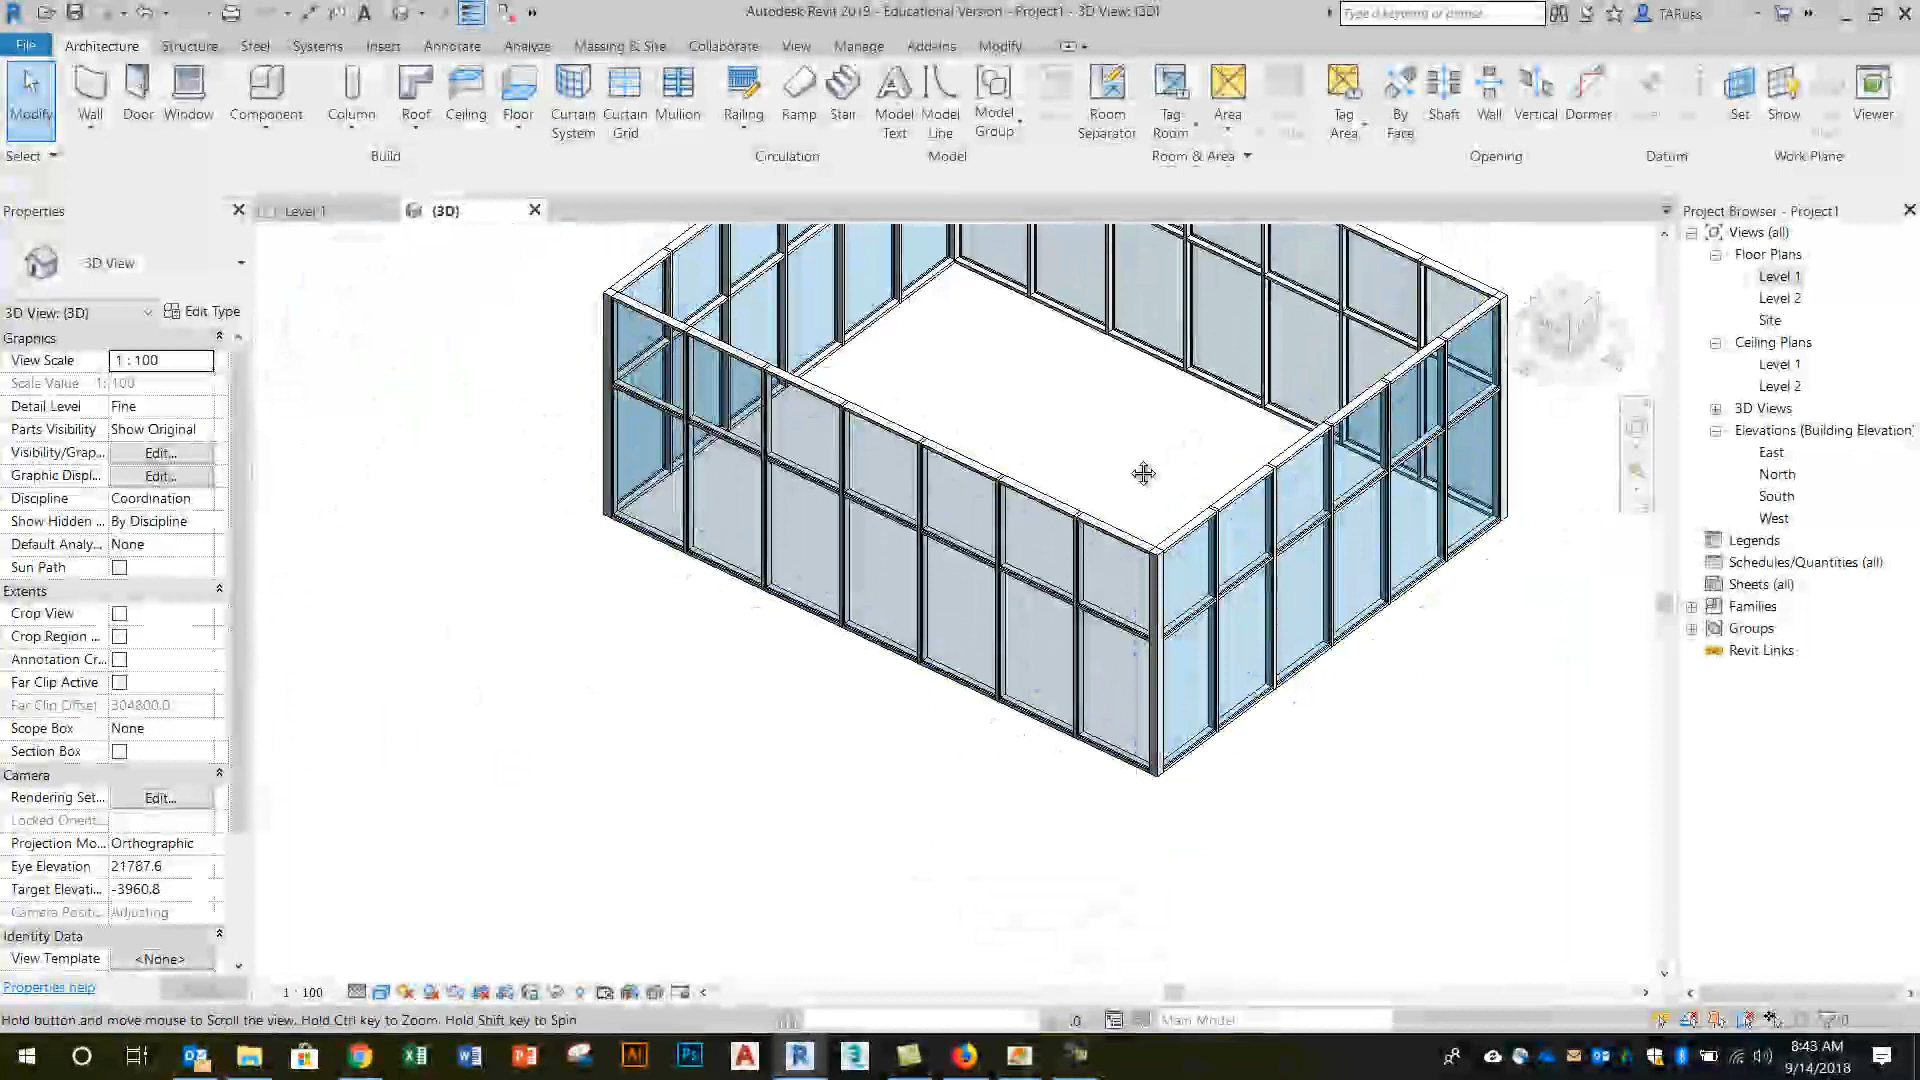 Autodesk Revit 2019 - Educational Version - Project1 - 3D View: {3D}
Type a keyword or phrase
TARuss
File
Architecture
Structure
Steel
Systems
Insert
Annotate
Analyze
Massing & Site
Collaborate
View
Manage
Add-Ins
Modify
Modify
Wall
Door
Window
Component
Column
Roof
Ceiling
Floor
Curtain System
Curtain Grid
Mullion
Railing
Ramp
Stair
Model Text
Model Line
Model Group
Room Separator
Tag Room
Area
Tag Area
By Face
Shaft
Wall
Vertical
Dormer
Set
Show
Viewer
Select
Build
Circulation
Model
Room & Area
Opening
Datum
Work Plane
Properties
Level 1
{3D}
Project Browser - Project1
3D View
3D View: {3D}
Edit Type
Graphics
View Scale 1 : 100
Scale Value 1: 100
Detail Level Fine
Parts Visibility Show Original
Visibility/Grap... Edit...
Graphic Displ... Edit...
Discipline Coordination
Show Hidden ... By Discipline
Default Analy... None
Sun Path
Extents
Crop View
Crop Region ...
Annotation Cr...
Far Clip Active
Far Clip Offset 304800.0
Scope Box None
Section Box
Camera
Rendering Set... Edit...
Locked Orient...
Projection Mo... Orthographic
Eye Elevation 21787.6
Target Elevati... -3960.8
Camera Positi... Adjusting
Identity Data
View Template <None>
Properties help
Views (all)
Floor Plans
Level 1
Level 2
Site
Ceiling Plans
Level 1
Level 2
3D Views
Elevations (Building Elevation)
East
North
South
West
Legends
Schedules/Quantities (all)
Sheets (all)
Families
Groups
Revit Links
1 : 100
Hold button and move mouse to Scroll the view. Hold Ctrl key to Zoom. Hold Shift key to Spin
:0
Main Model
:0
8:43 AM
9/14/2018